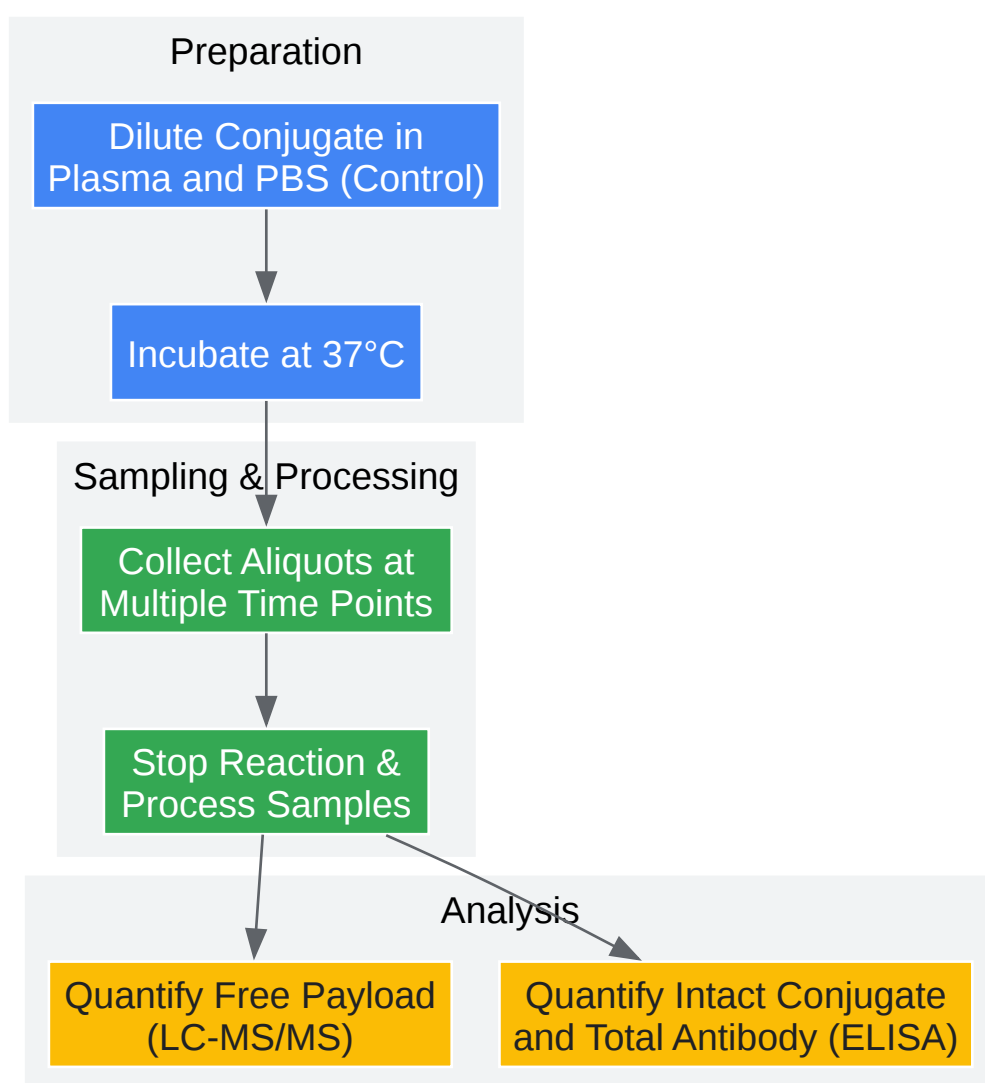 Preparation
Dilute Conjugate in
Plasma and PBS (Control)
Incubate at 37°C
Sampling & Processing
Collect Aliquots at
Multiple Time Points
Stop Reaction &
Process Samples
Analysis
Quantify Free Payload
(LC-MS/MS)
Quantify Intact Conjugate
and Total Antibody (ELISA)